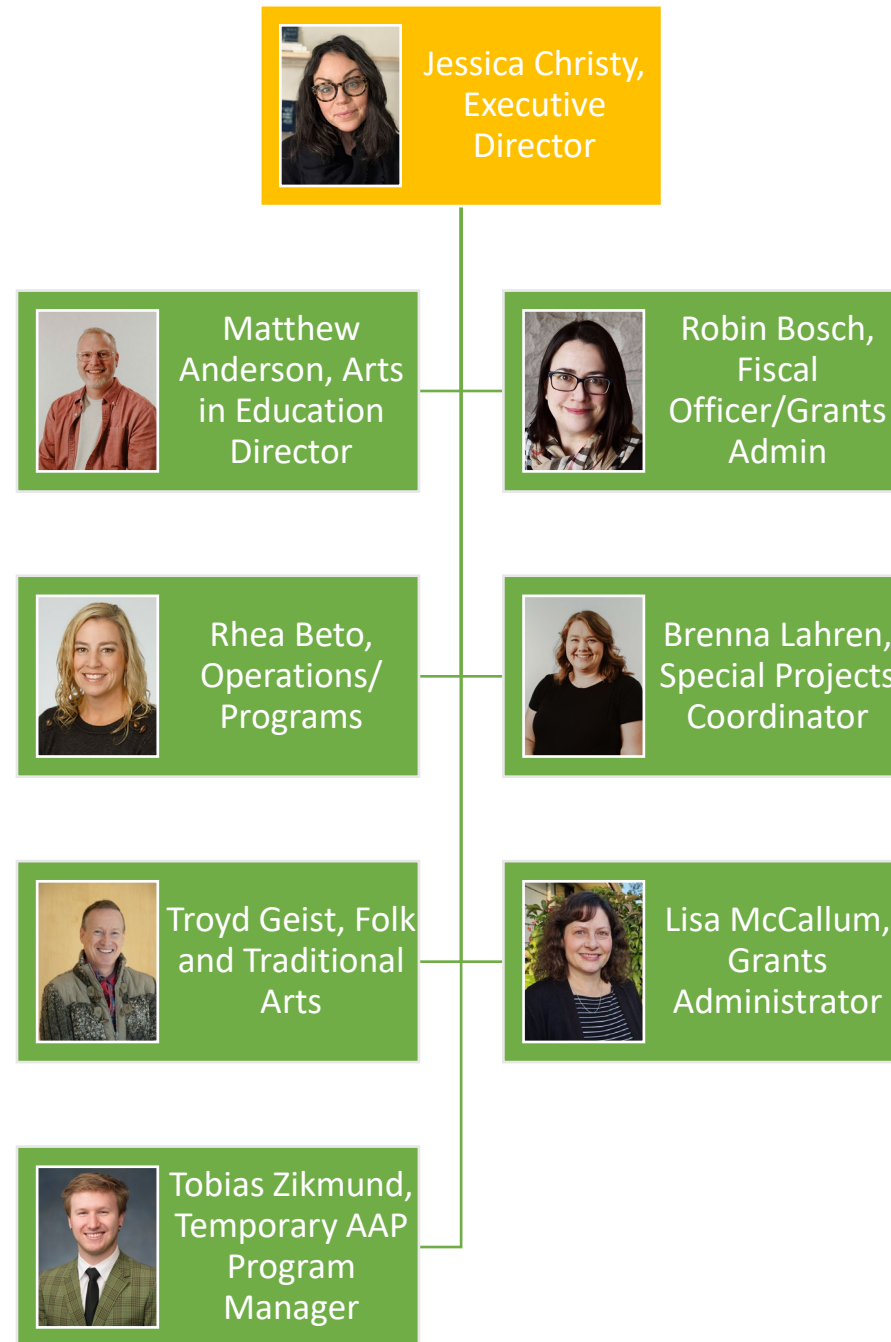 Jessica Christy,
Executive
Director
Matthew
Anderson, Arts
in Education
Director
Robin Bosch,
Fiscal
Officer/Grants
Admin
Rhea Beto,
Operations/
Programs
Brenna Lahren,
Special Projects
Coordinator
Troyd Geist, Folk
and Traditional
Arts
Lisa McCallum,
Grants
Administrator
Tobias Zikmund,
Temporary AAP
Program
Manager